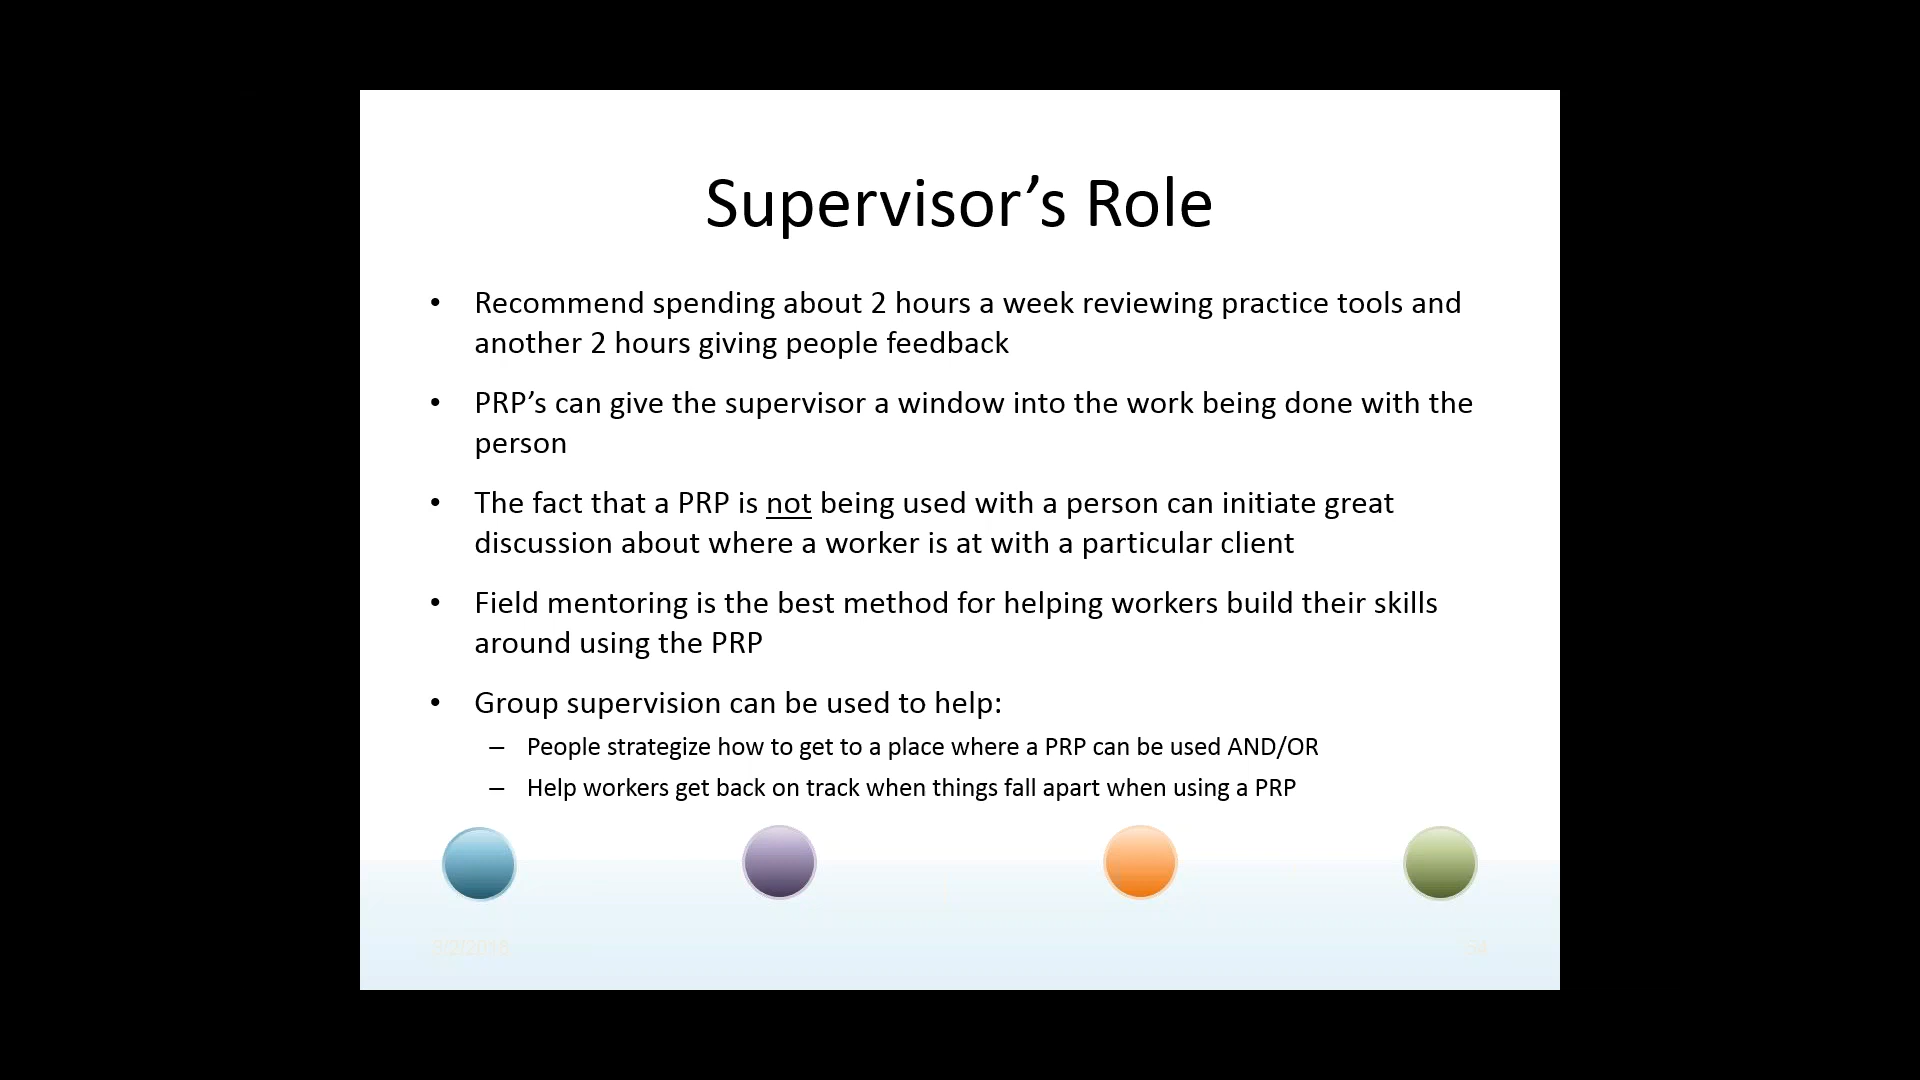 Supervisor’s Role
• Recommend spending about 2 hours a week reviewing practice tools and
another 2 hours giving people feedback
• PRP’s can give the supervisor a window into the work being done with the
person
• The fact that a PRP is not being used with a person can initiate great
discussion about where a worker is at with a particular client
• Field mentoring is the best method for helping workers build their skills
around using the PRP
• Group supervision can be used to help:
– People strategize how to get to a place where a PRP can be used AND/OR
– Help workers get back on track when things fall apart when using a PRP